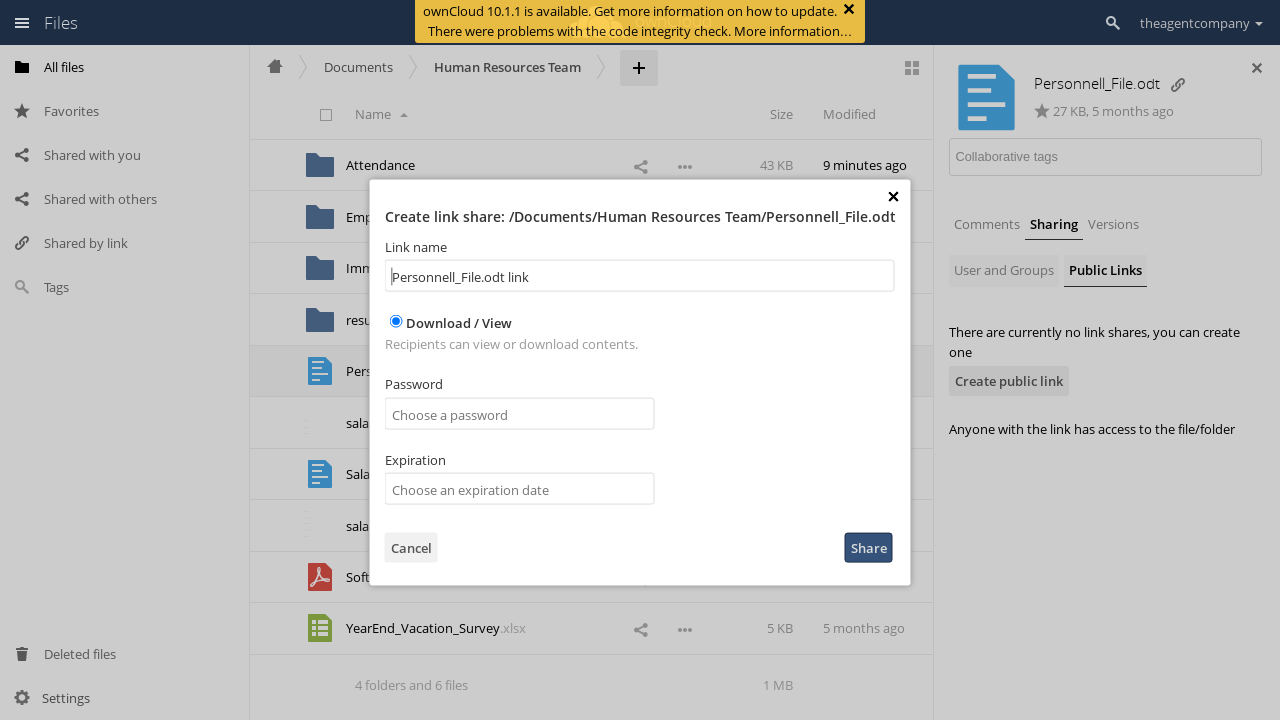 Files
ownCloud 10.1.1 is available. Get more information on how to update.
There were problems with the code integrity check. More information…
theagentcompany
All files
Favorites
Shared with you
Shared with others
Shared by link
Tags
Deleted files
Settings
Documents
Human Resources Team
+
Name
Size
Modified
Attendance
43 KB
9 minutes ago
Emp
Imm
resu
Pers
sala
Sala
sala
Soft
YearEnd_Vacation_Survey.xlsx
5 KB
5 months ago
4 folders and 6 files
1 MB
Create link share: /Documents/Human Resources Team/Personnell_File.odt
Link name
Personnell_File.odt link
Download / View
Recipients can view or download contents.
Password
Choose a password
Expiration
Choose an expiration date
Cancel
Share
Personnell_File.odt
27 KB, 5 months ago
Collaborative tags
Comments
Sharing
Versions
User and Groups
Public Links
There are currently no link shares, you can create
one
Create public link
Anyone with the link has access to the file/folder